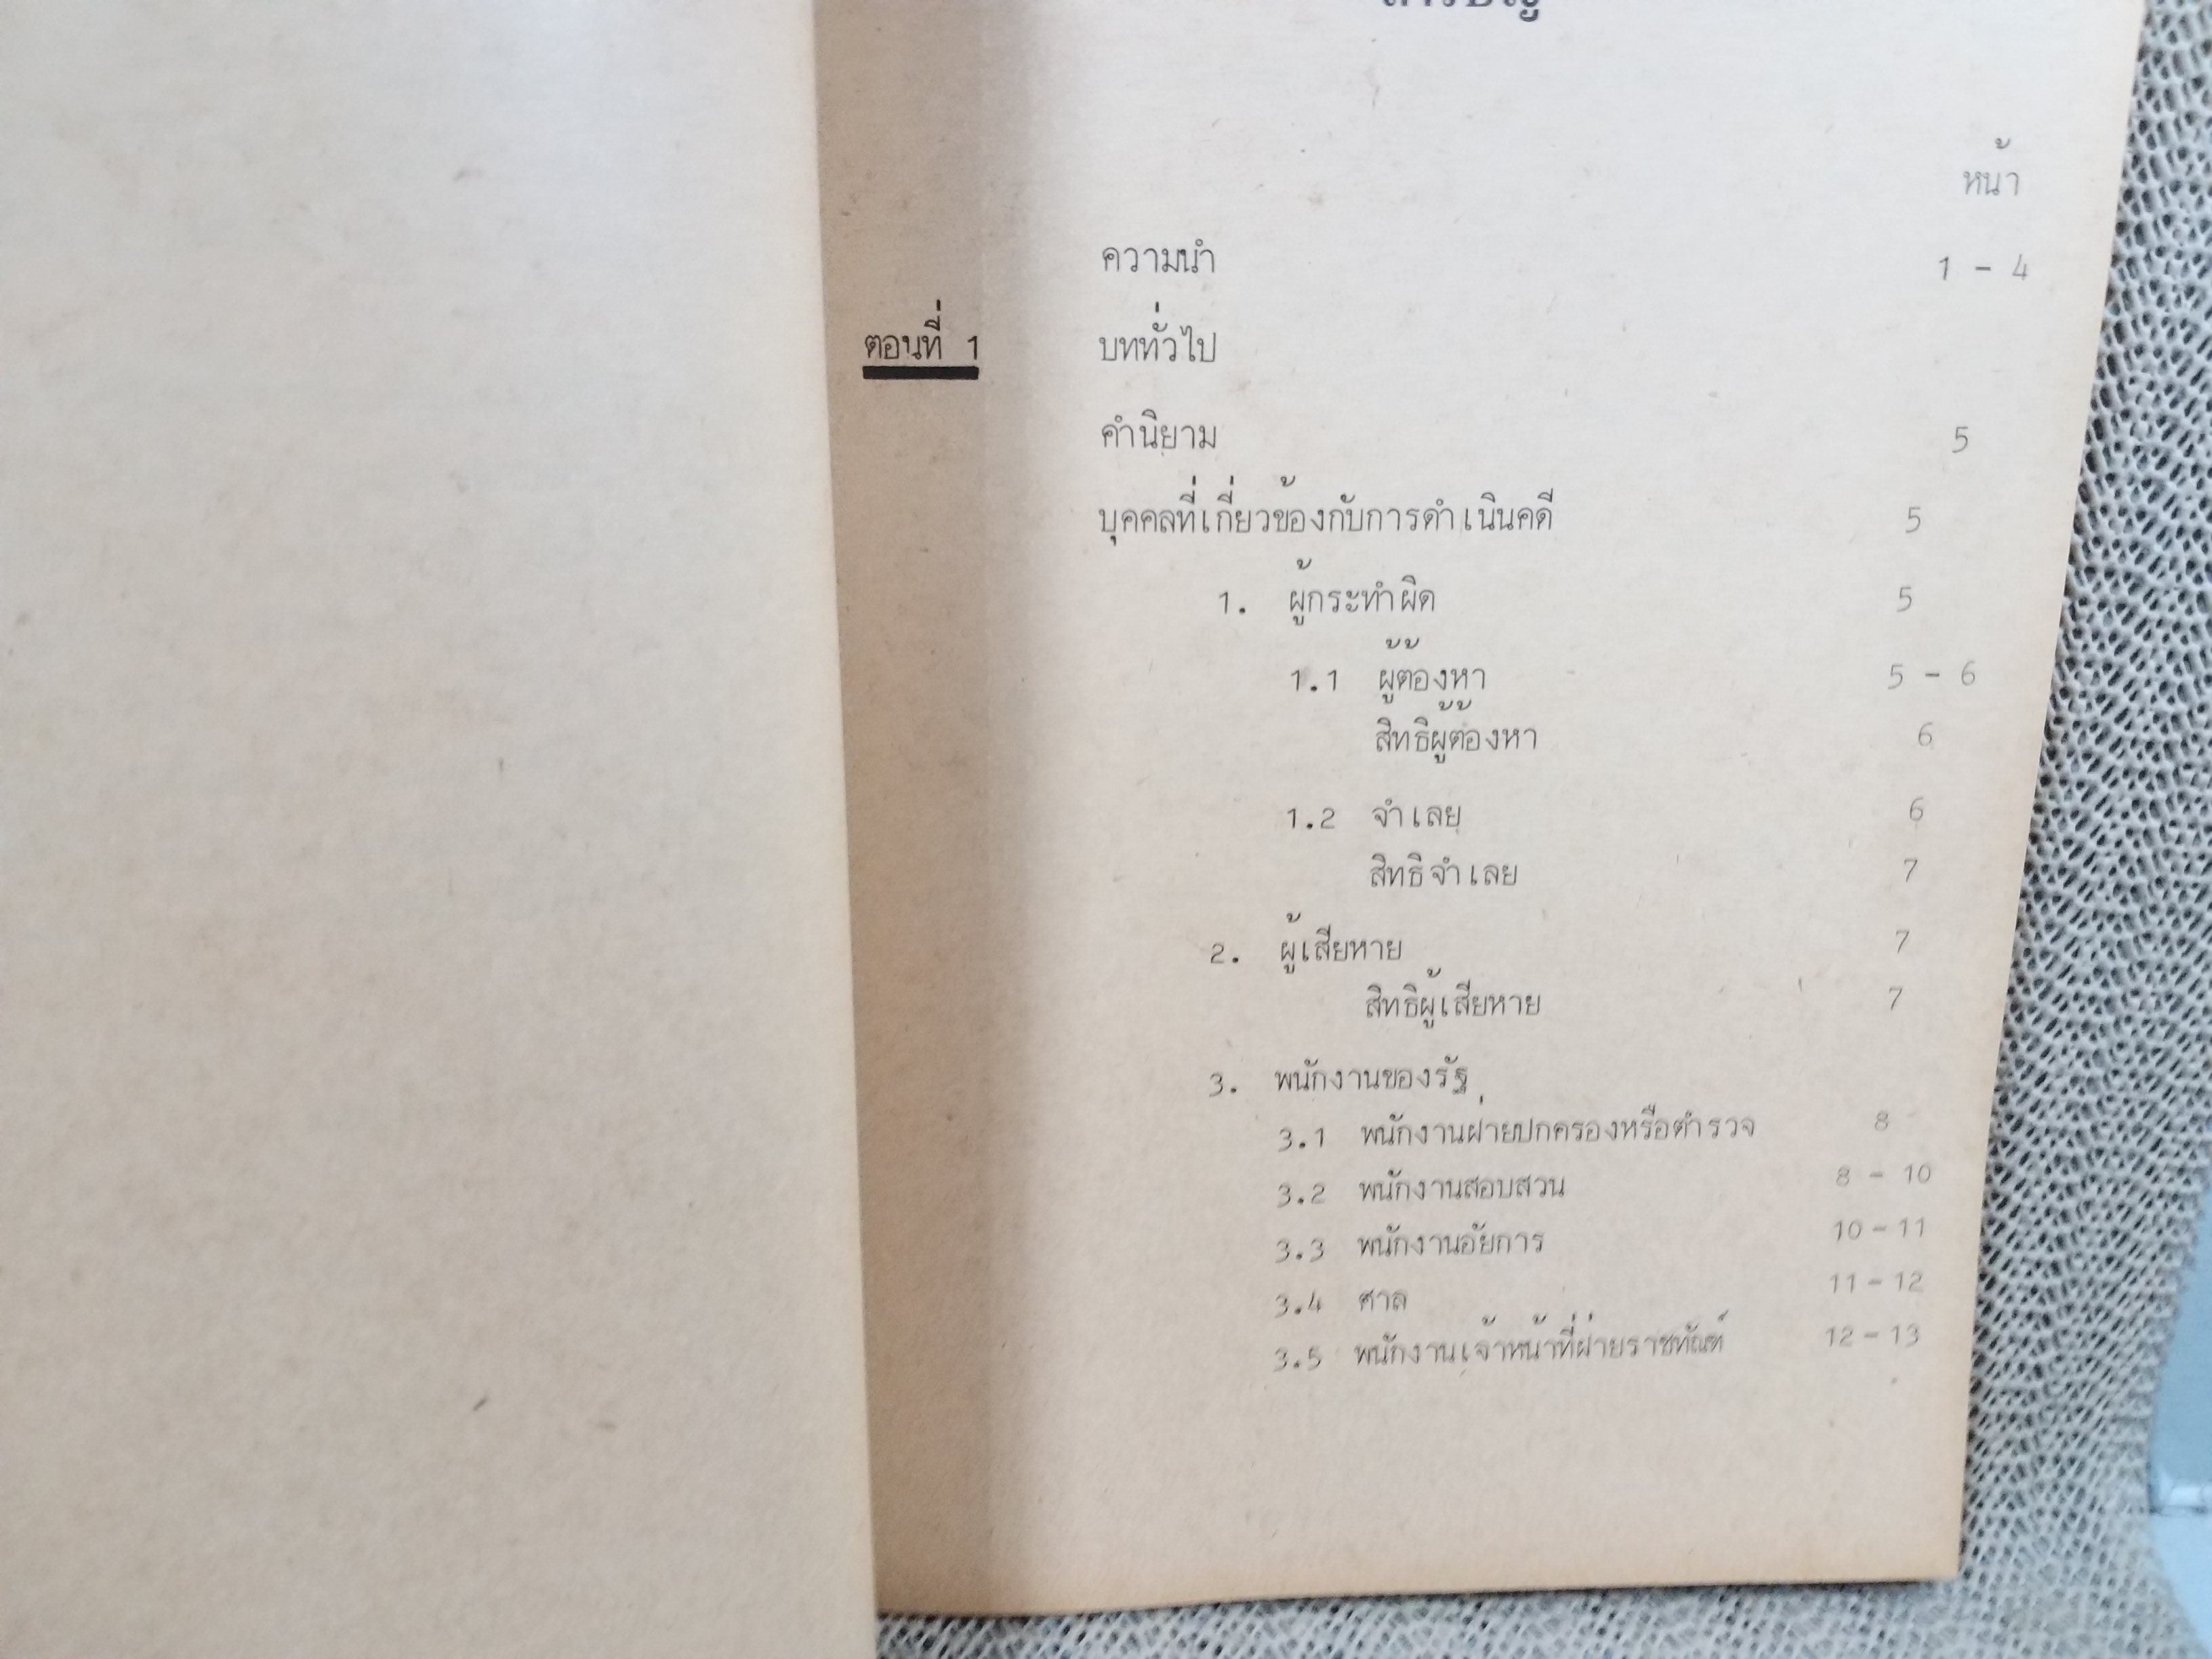 สารบัญ
หน้า
ความนำ 1 - 4
ตอนที่ 1 บททั่วไป
คำนิยาม 5
บุคคลที่เกี่ยวข้องกับการดำเนินคดี 5
1. ผู้กระทำผิด 5
1.1 ผู้ต้องหา 5 - 6
สิทธิผู้ต้องหา 6
1.2 จำเลย 6
สิทธิจำเลย 7
2. ผู้เสียหาย 7
สิทธิผู้เสียหาย 7
3. พนักงานของรัฐ
3.1 พนักงานฝ่ายปกครองหรือตำรวจ 8
3.2 พนักงานสอบสวน 8 - 10
3.3 พนักงานอัยการ 10 - 11
3.4 ศาล 11 - 12
3.5 พนักงานเจ้าหน้าที่ฝ่ายราชทัณฑ์ 12 - 13